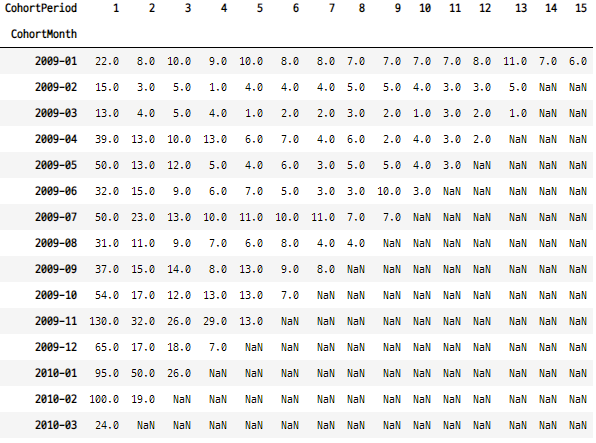 CohortPeriod 1 2 3 4 5 6 7 8 9 10 11 12 13 14 15
CohortMonth
2009-01 22.0 8.0 10.0 9.0 10.0 8.0 8.0 7.0 7.0 7.0 7.0 8.0 11.0 7.0 6.0
2009-02 15.0 3.0 5.0 1.0 4.0 4.0 4.0 5.0 5.0 4.0 3.0 3.0 5.0 NaN NaN
2009-03 13.0 4.0 5.0 4.0 1.0 2.0 2.0 3.0 2.0 1.0 3.0 2.0 1.0 NaN NaN
2009-04 39.0 13.0 10.0 13.0 6.0 7.0 4.0 6.0 2.0 4.0 3.0 2.0 NaN NaN NaN
2009-05 50.0 13.0 12.0 5.0 4.0 6.0 3.0 5.0 5.0 4.0 3.0 NaN NaN NaN NaN
2009-06 32.0 15.0 9.0 6.0 7.0 5.0 3.0 3.0 10.0 3.0 NaN NaN NaN NaN NaN
2009-07 50.0 23.0 13.0 10.0 11.0 10.0 11.0 7.0 7.0 NaN NaN NaN NaN NaN NaN
2009-08 31.0 11.0 9.0 7.0 6.0 8.0 4.0 4.0 NaN NaN NaN NaN NaN NaN NaN
2009-09 37.0 15.0 14.0 8.0 13.0 9.0 8.0 NaN NaN NaN NaN NaN NaN NaN NaN
2009-10 54.0 17.0 12.0 13.0 13.0 7.0 NaN NaN NaN NaN NaN NaN NaN NaN NaN
2009-11 130.0 32.0 26.0 29.0 13.0 NaN NaN NaN NaN NaN NaN NaN NaN NaN NaN
2009-12 65.0 17.0 18.0 7.0 NaN NaN NaN NaN NaN NaN NaN NaN NaN NaN NaN
2010-01 95.0 50.0 26.0 NaN NaN NaN NaN NaN NaN NaN NaN NaN NaN NaN NaN
2010-02 100.0 19.0 NaN NaN NaN NaN NaN NaN NaN NaN NaN NaN NaN NaN NaN
2010-03 24.0 NaN NaN NaN NaN NaN NaN NaN NaN NaN NaN NaN NaN NaN NaN